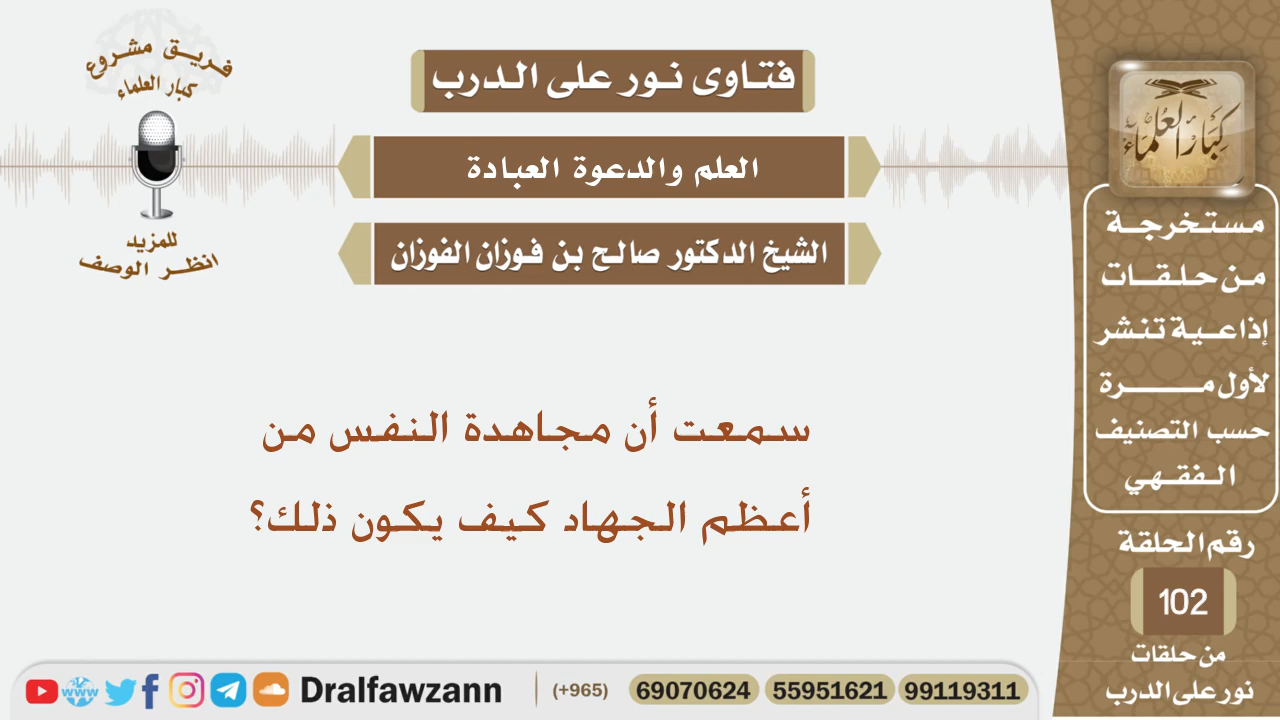 فريق مشروع
كبار العلماء
للمزيد
انظر الوصف
فتاوى نور على الدرب
العلم والدعوة العبادة
الشيخ الدكتور صالح بن فوزان الفوزان
سمعت أن مجاهدة النفس من
أعظم الجهاد كيف يكون ذلك؟
كبار العلماء
مستخرجة
من حلقات
إذاعية تنشر
لأول مرة
حسب التصنيف
الفقهي
رقم الحلقة
102
من حلقات
نور على الدرب
www Dralfawzann (+965) 69070624 55951621 99119311